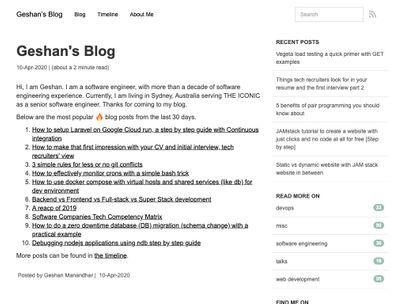 Geshan's Blog Blog Timeline About Me Search
Geshan's Blog
10-Apr-2020 | (about a 2 minute read)
Hi, I am Geshan. I am a software engineer, with more than a decade of software
engineering experience. Currently, I am living in Sydney, Australia serving THE ICONIC
as a senior software engineer. Thanks for coming to my blog.
Below are the most popular 🔥 blog posts from the last 30 days.
1. How to setup Laravel on Google Cloud run, a step by step guide with Continuous
integration
2. How to make that first impression with your CV and initial interview, tech
recruiters' view
3. 3 simple rules for less or no git conflicts
4. How to effectively monitor crons with a simple bash trick
5. How to use docker compose with virtual hosts and shared services (like db) for
dev environment
6. Backend vs Frontend vs Full-stack vs Super Stack development
7. A reacp of 2019
8. Software Companies Tech Competency Matrix
9. How to do a zero downtime database (DB) migration (schema change) with a
practical example
10. Debugging nodejs applications using ndb step by step guide
More posts can be found in the timeline.
Posted by Geshan Manandhar | 10-Apr-2020
RECENT POSTS
Vegeta load testing a quick primer with GET
examples
Things tech recruiters look for in your
resume and the first interview part 2
5 benefits of pair programming you should
know about
JAMstack tutorial to create a website with
just clicks and no code at all for free [Step
by step]
Static vs dynamic website with JAM stack
website in between
READ MORE ON
devops
misc
software engineering
talks
web development
FIND ME ON